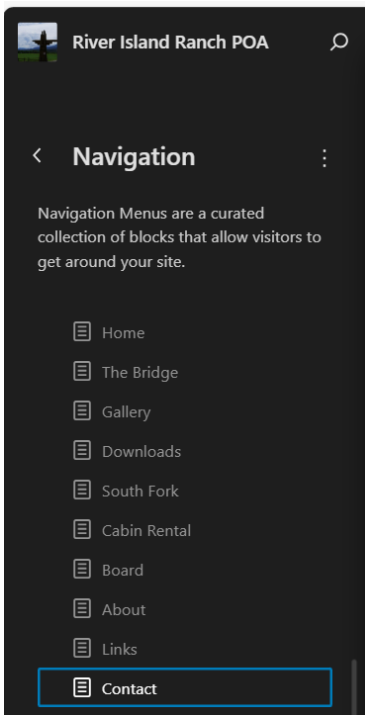 River Island Ranch POA
Navigation
Navigation Menus are a curated
collection of blocks that allow visitors to
get around your site.
Home
The Bridge
Gallery
Downloads
South Fork
Cabin Rental
Board
About
Links
Contact